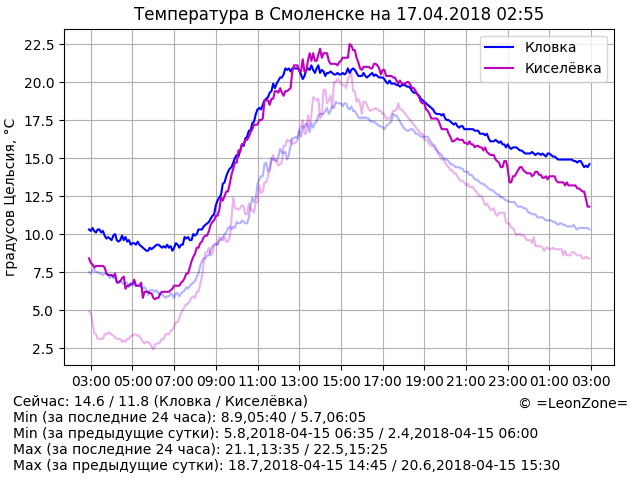 Температура в Смоленске на 17.04.2018 02:55
Кловка
Киселёвка
градусов Цельсия, °C
22.5
20.0
17.5
15.0
12.5
10.0
7.5
5.0
2.5
03:00 05:00 07:00 09:00 11:00 13:00 15:00 17:00 19:00 21:00 23:00 01:00 03:00
Сейчас: 14.6 / 11.8 (Кловка / Киселёвка)
© =LeonZone=
Min (за последние 24 часа): 8.9,05:40 / 5.7,06:05
Min (за предыдущие сутки): 5.8,2018-04-15 06:35 / 2.4,2018-04-15 06:00
Max (за последние 24 часа): 21.1,13:35 / 22.5,15:25
Max (за предыдущие сутки): 18.7,2018-04-15 14:45 / 20.6,2018-04-15 15:30